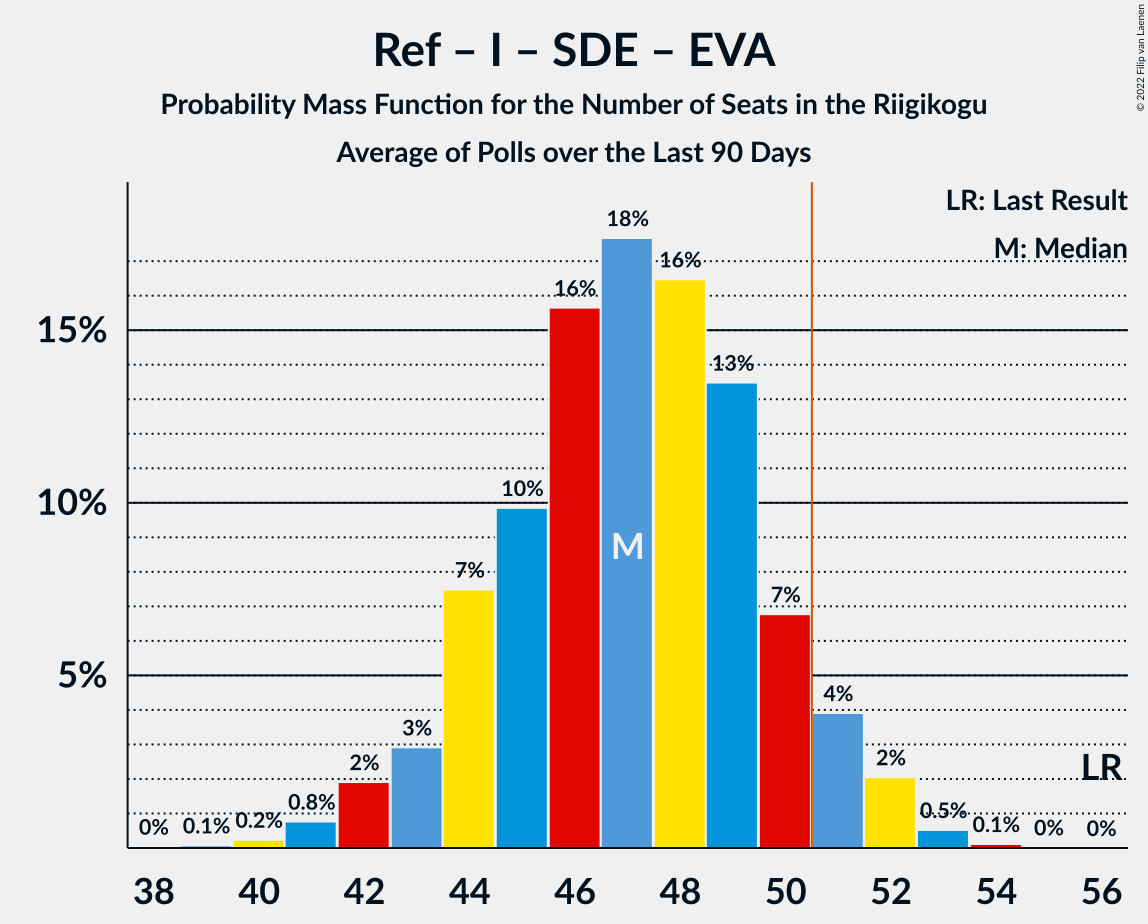 Ref – I – SDE – EVA
Probability Mass Function for the Number of Seats in the Riigikogu
Average of Polls over the Last 90 Days
© 2022 Filip van Laenen
LR: Last Result
M: Median
18%
16%
16%
15%
13%
10%
10%
M
7%
7%
5%
4%
3%
2%
2%
LR
0.8%
0.5%
0% 0.1% 0.2%
0.1% 0% 0%
38 40 42 44 46 48 50 52 54 56